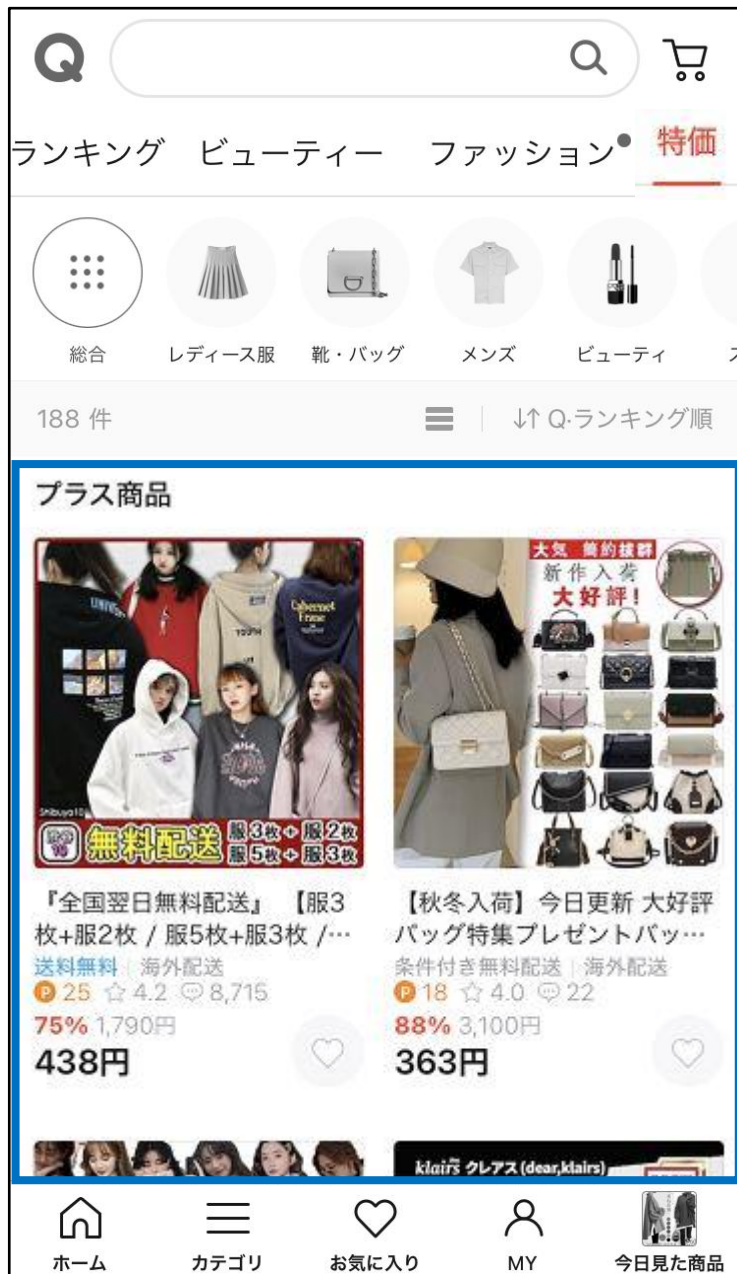 Q
ランキング ビューティー ファッション 特価
総合 レディース服 靴・バッグ メンズ ビューティ
188 件 ↓↑ Q·ランキング順
プラス商品
UNIVER
YOUTH
Cabernet
Frame
Shibuya10
無料配送 服3枚+服2枚
服5枚+服3枚
大気 簡約抜群
新作入荷
大好評!
『全国翌日無料配送』 【服3
枚+服2枚 / 服5枚+服3枚 /…
送料無料 | 海外配送
P 25 ☆ 4.2 8,715
75% 1,790円
438円
【秋冬入荷】今日更新 大好評
バッグ特集プレゼントバッ…
条件付き無料配送 | 海外配送
P 18 ☆ 4.0 22
88% 3,100円
363円
klairs クレアス(dear,klairs)
ホーム カテゴリ お気に入り MY 今日見た商品